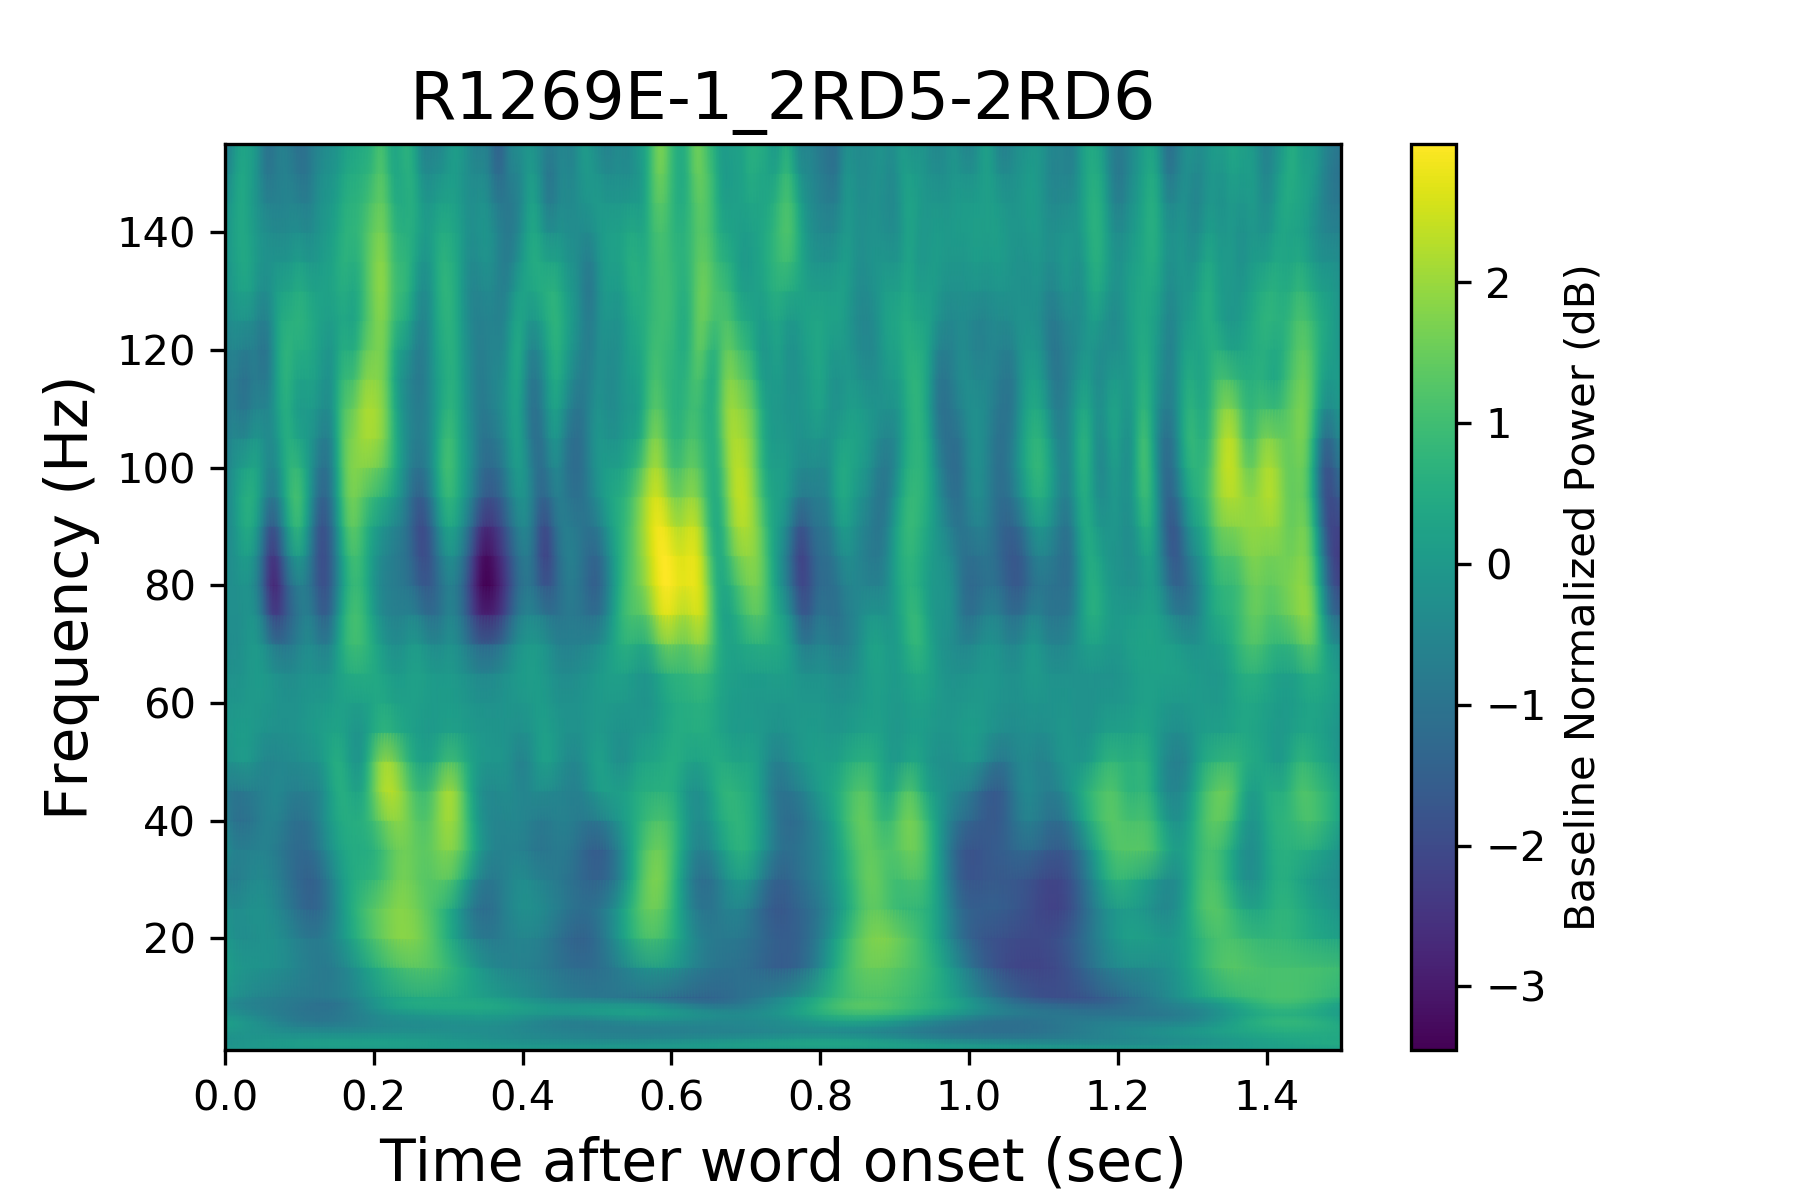 R1269E-1_2RD5-2RD6
Frequency (Hz)
140
120
100
80
60
40
20
0.0 0.2 0.4 0.6 0.8 1.0 1.2 1.4
Time after word onset (sec)
2
1
0
−1
−2
−3
Baseline Normalized Power (dB)